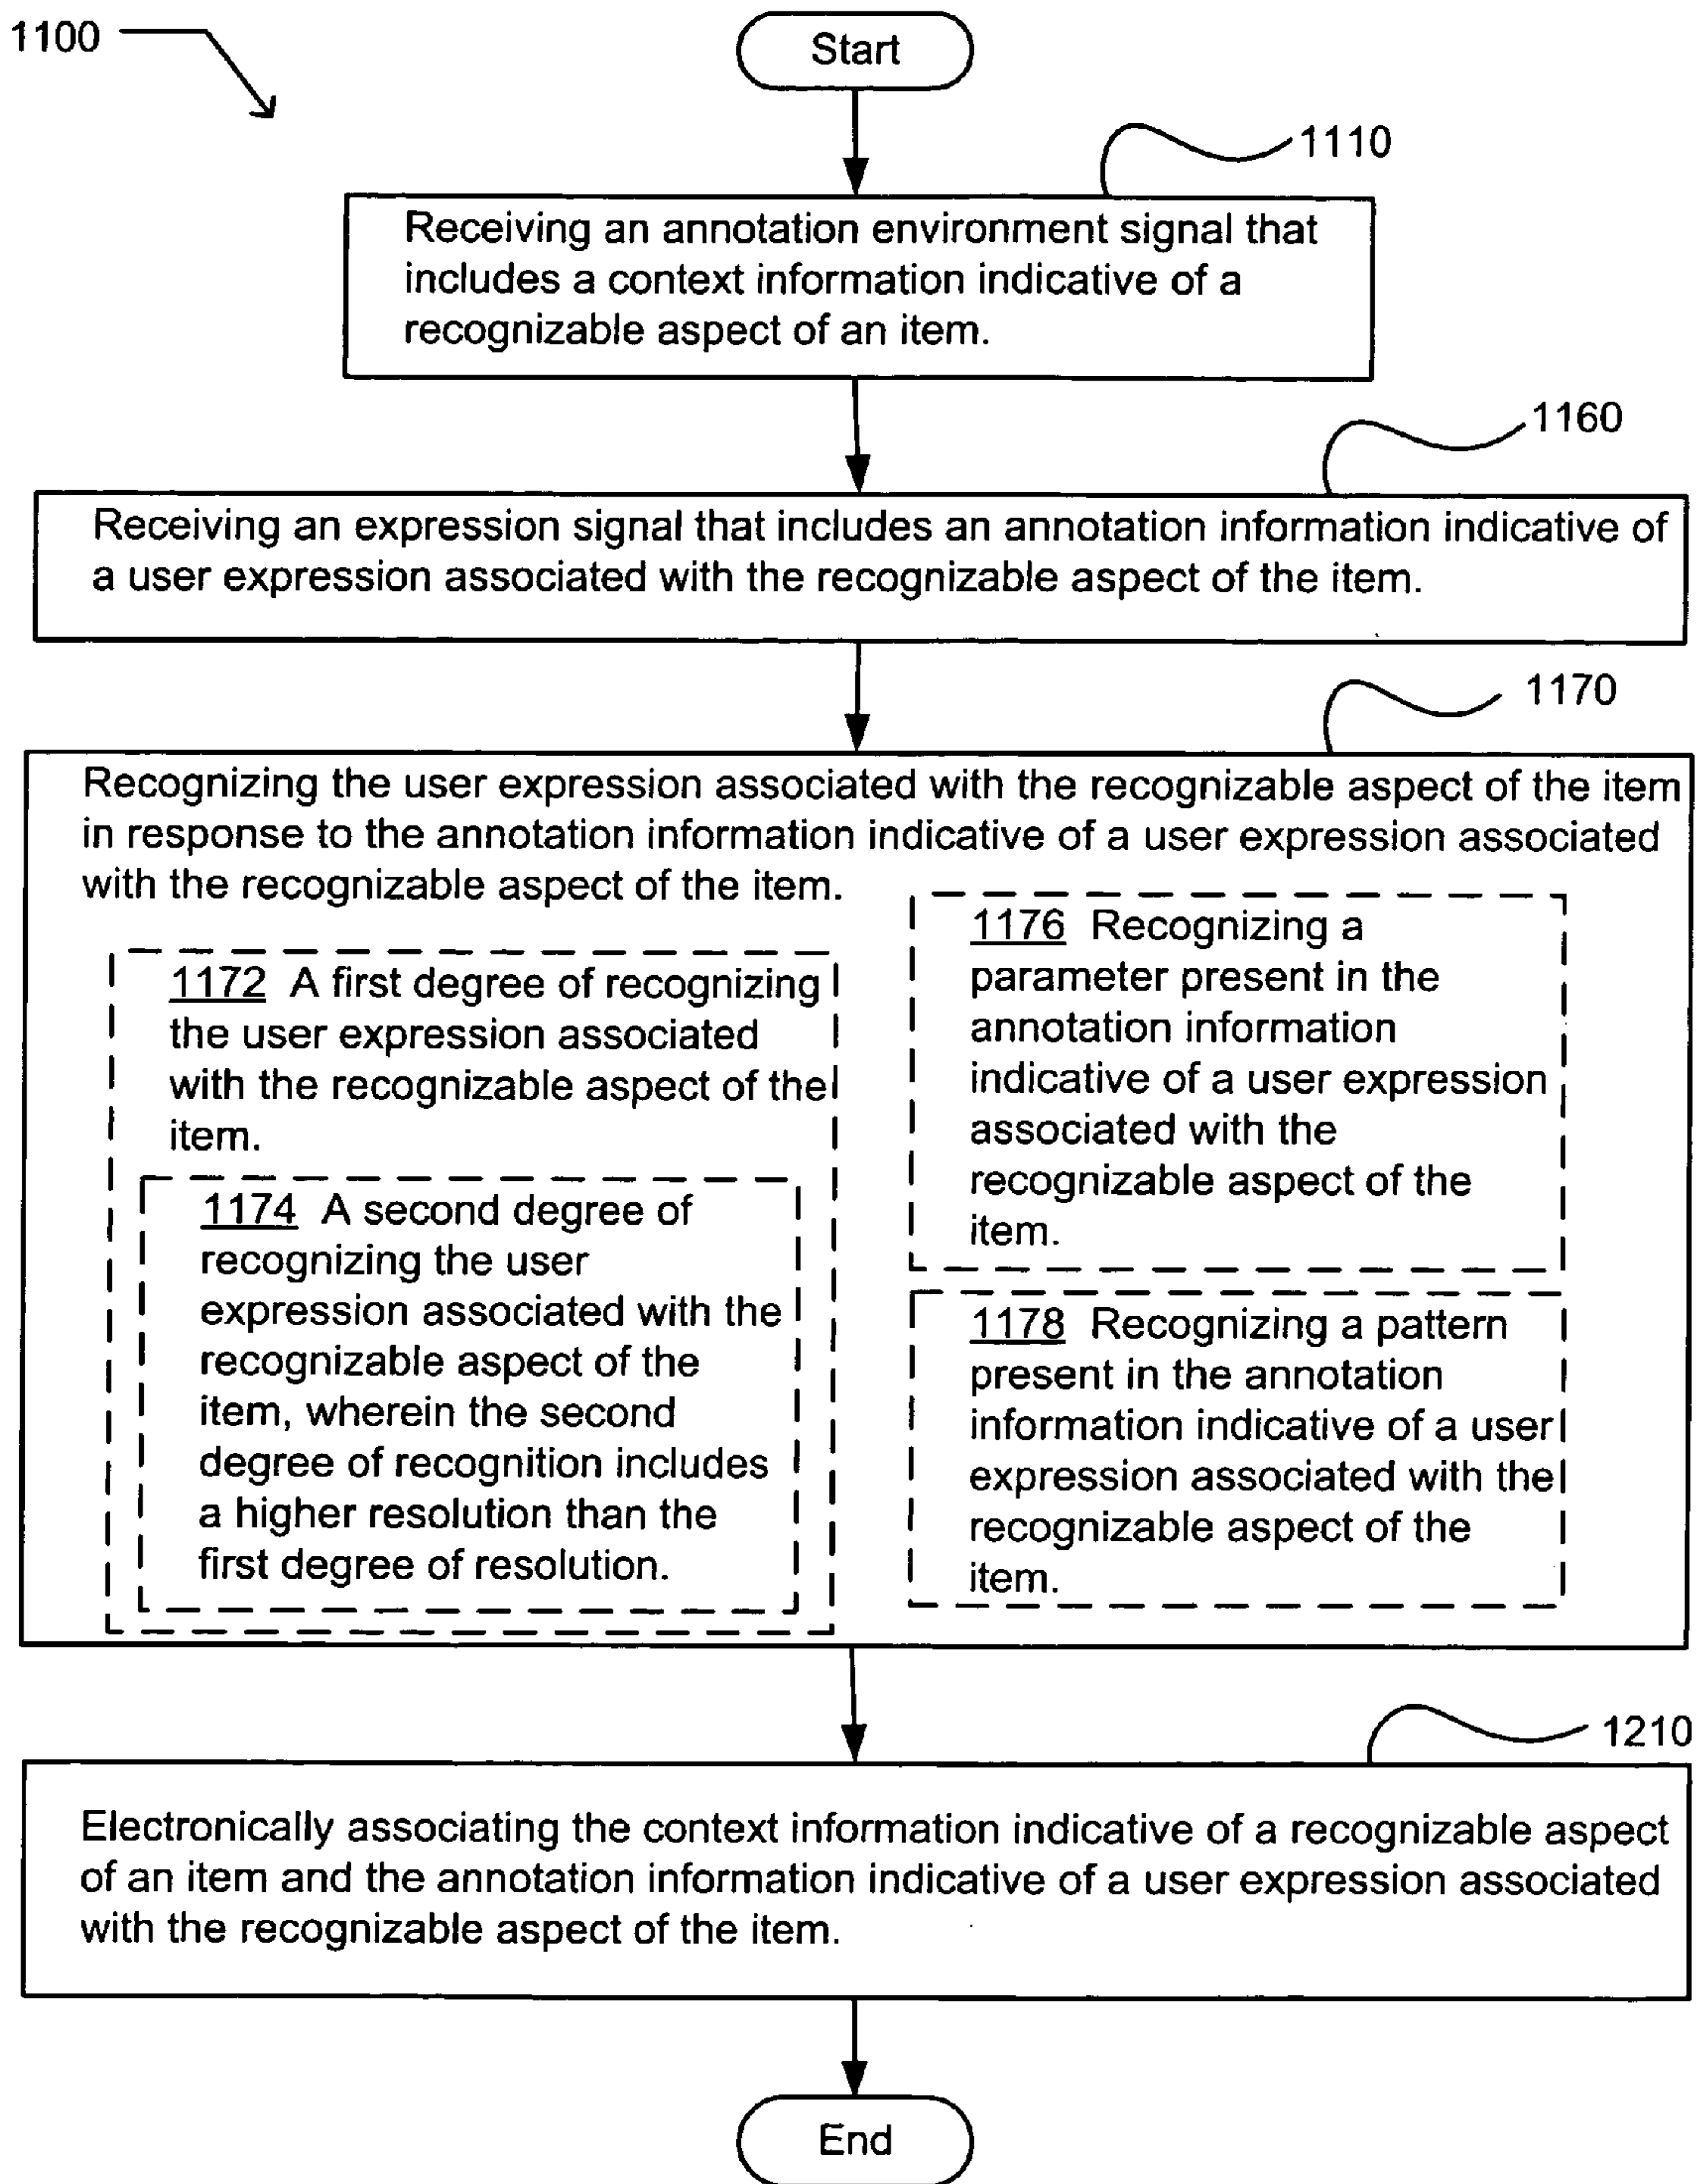 1100
Start
1110
Receiving an annotation environment signal that
includes a context information indicative of a
recognizable aspect of an item.
1160
Receiving an expression signal that includes an annotation information indicative of
a user expression associated with the recognizable aspect of the item.
1170
Recognizing the user expression associated with the recognizable aspect of the item
in response to the annotation information indicative of a user expression associated
with the recognizable aspect of the item.
1172 A first degree of recognizing
the user expression associated
with the recognizable aspect of the
item.
1174 A second degree of
recognizing the user
expression associated with the
recognizable aspect of the
item, wherein the second
degree of recognition includes
a higher resolution than the
first degree of resolution.
1176 Recognizing a
parameter present in the
annotation information
indicative of a user expression
associated with the
recognizable aspect of the
item.
1178 Recognizing a pattern
present in the annotation
information indicative of a user
expression associated with the
recognizable aspect of the
item.
1210
Electronically associating the context information indicative of a recognizable aspect
of an item and the annotation information indicative of a user expression associated
with the recognizable aspect of the item.
End